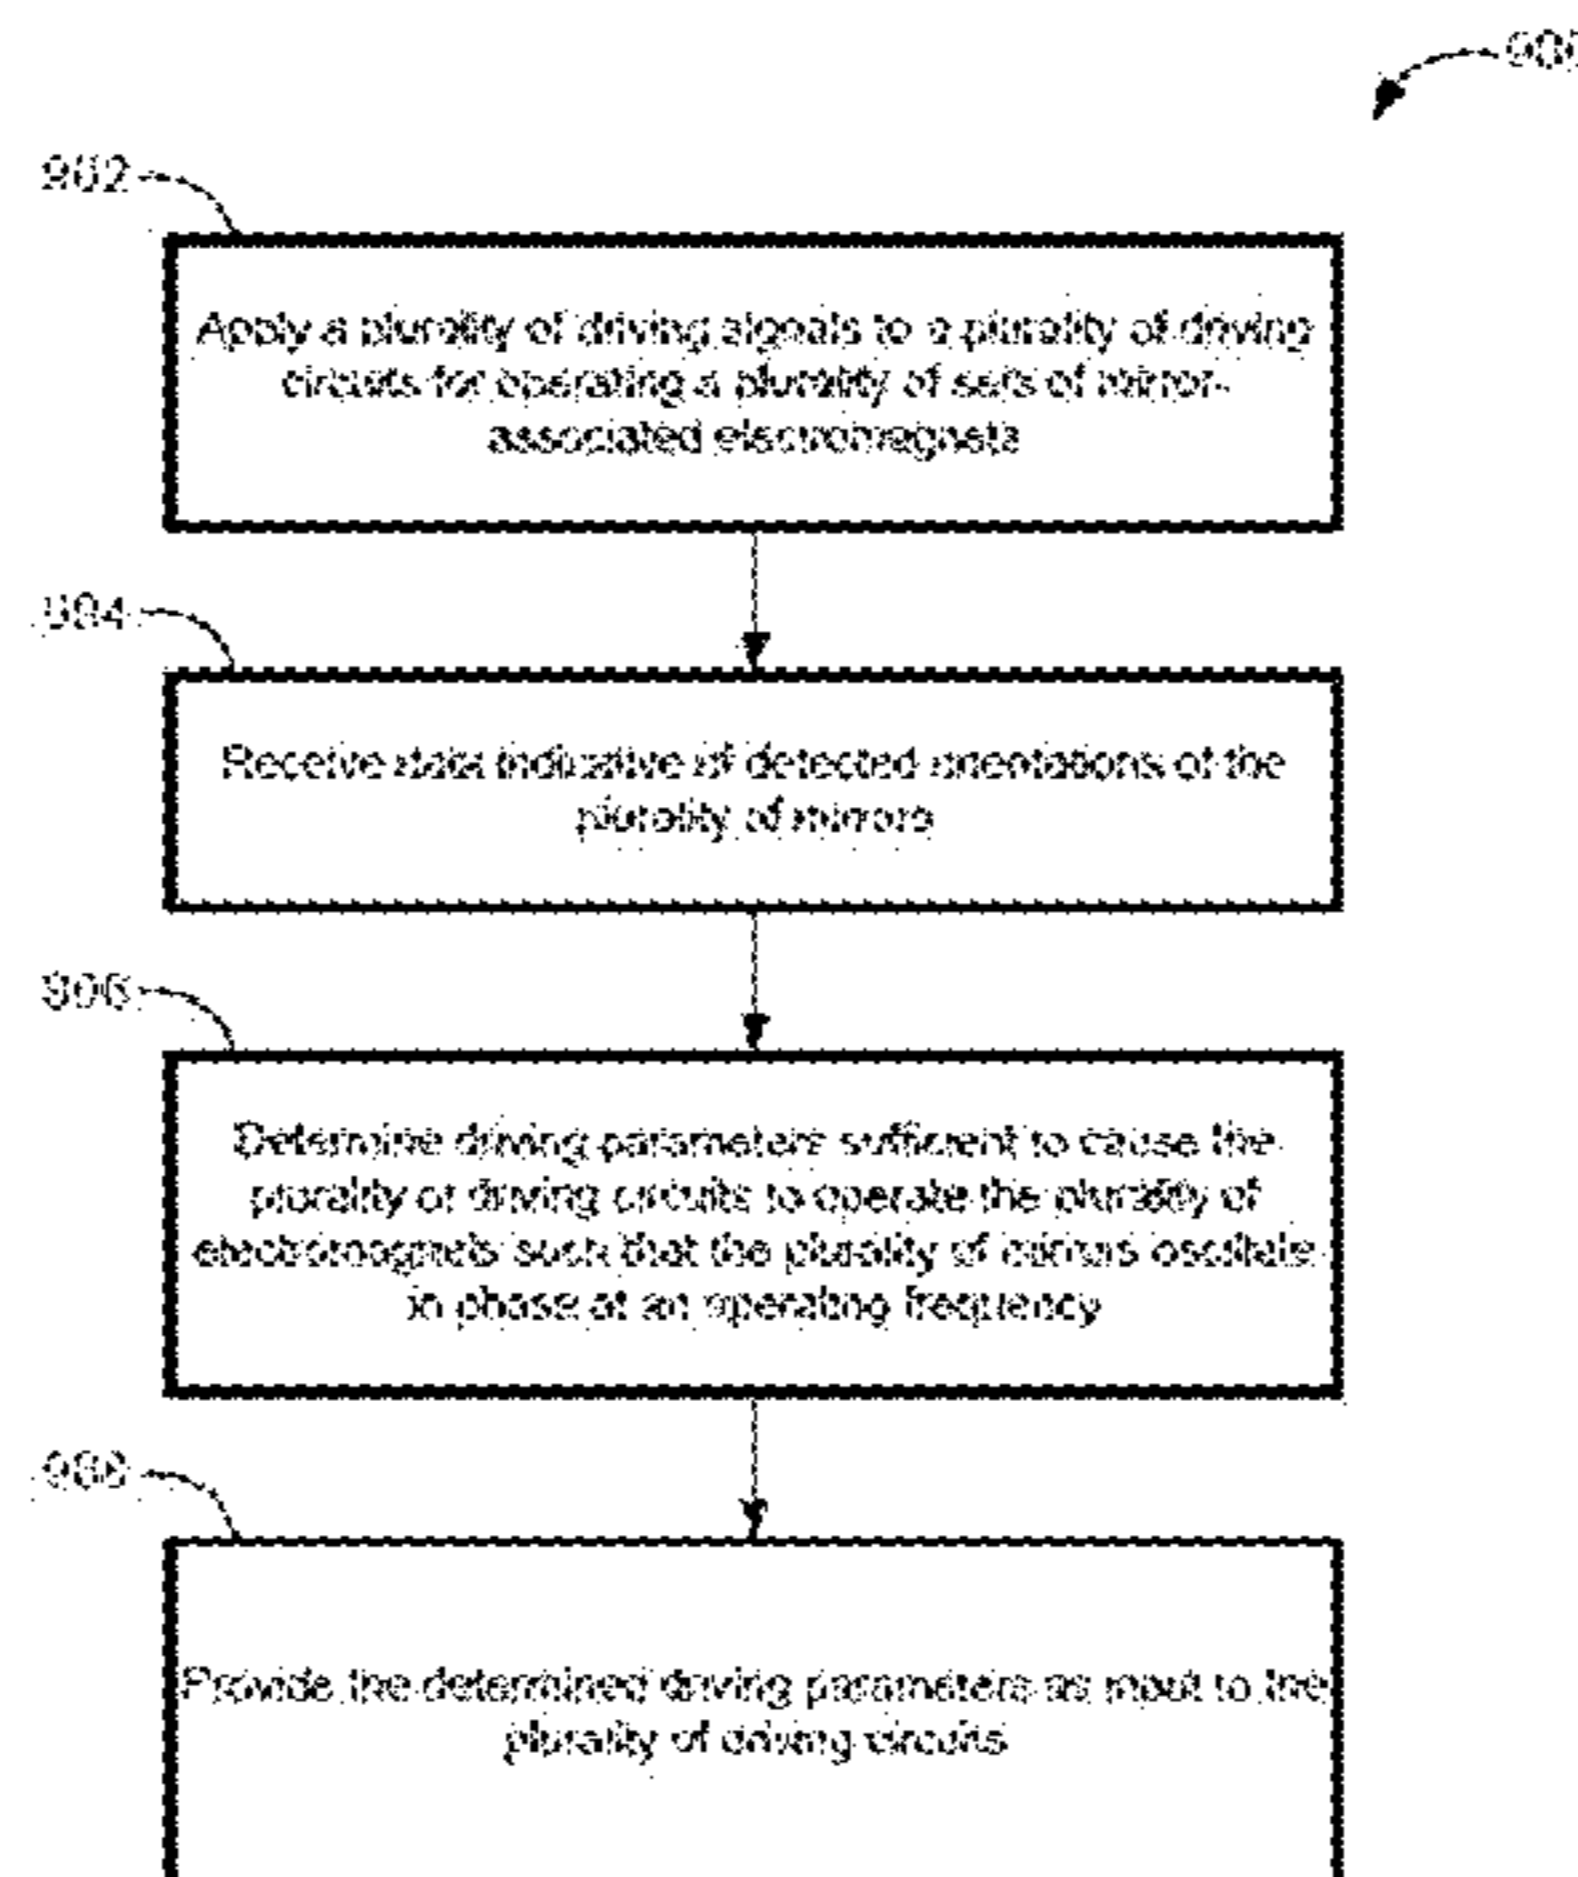 900
902
Apply a plurality of driving signals to a plurality of driving
circuits for operating a plurality of sets of mirror-
associated electromagnets
904
Receive data indicative of detected orientations of the
plurality of mirrors
906
Determine driving parameters sufficient to cause the
plurality of driving circuits to operate the plurality of
electromagnets such that the plurality of mirrors oscillate
in phase at an operating frequency
908
Provide the determined driving parameters as input to the
plurality of driving circuits